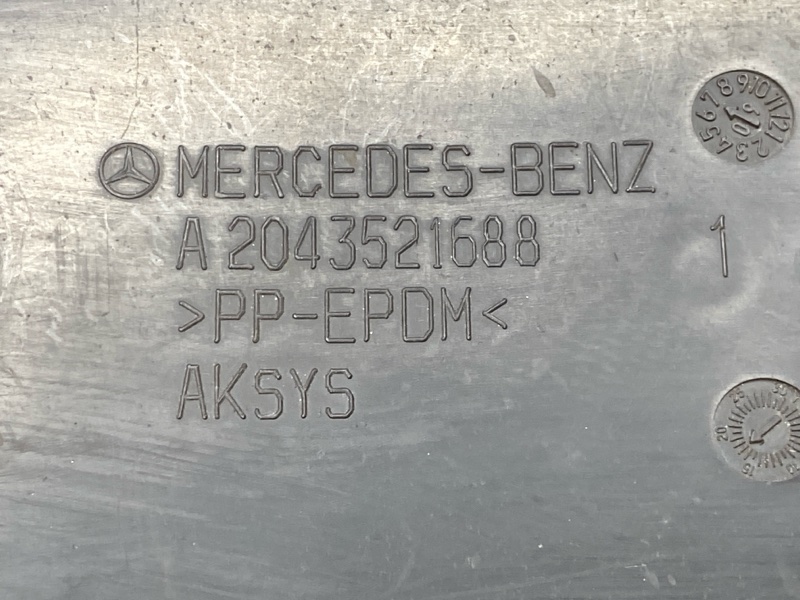 MERCEDES-BENZ
A 2043521688
1
>PP-EPDM<
AKSYS